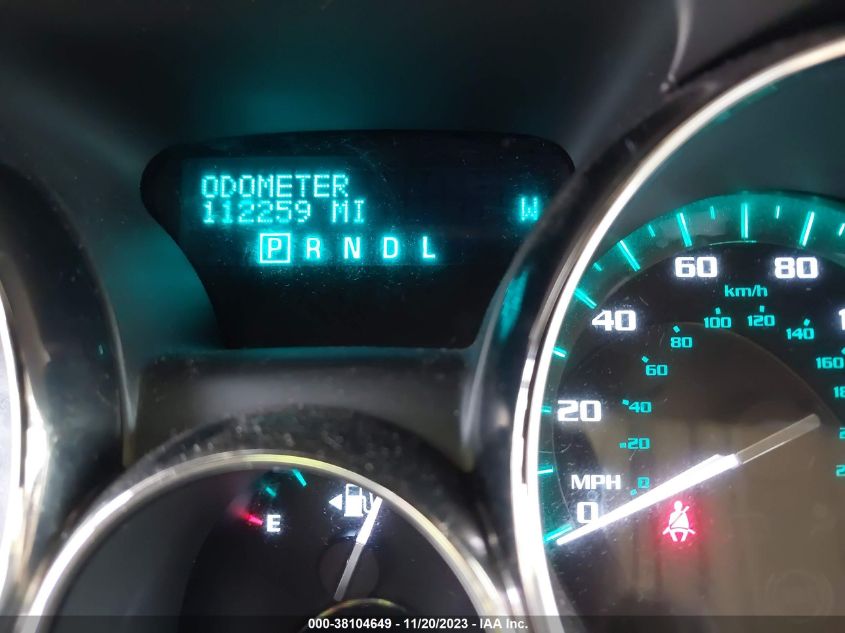 ODOMETER
112259 MI W
P R N D L
60 80
km/h
40 100 120 140
80 160
60
20 40
20
MPH 0
0
E
000-38104649 - 11/20/2023 - IAA Inc.